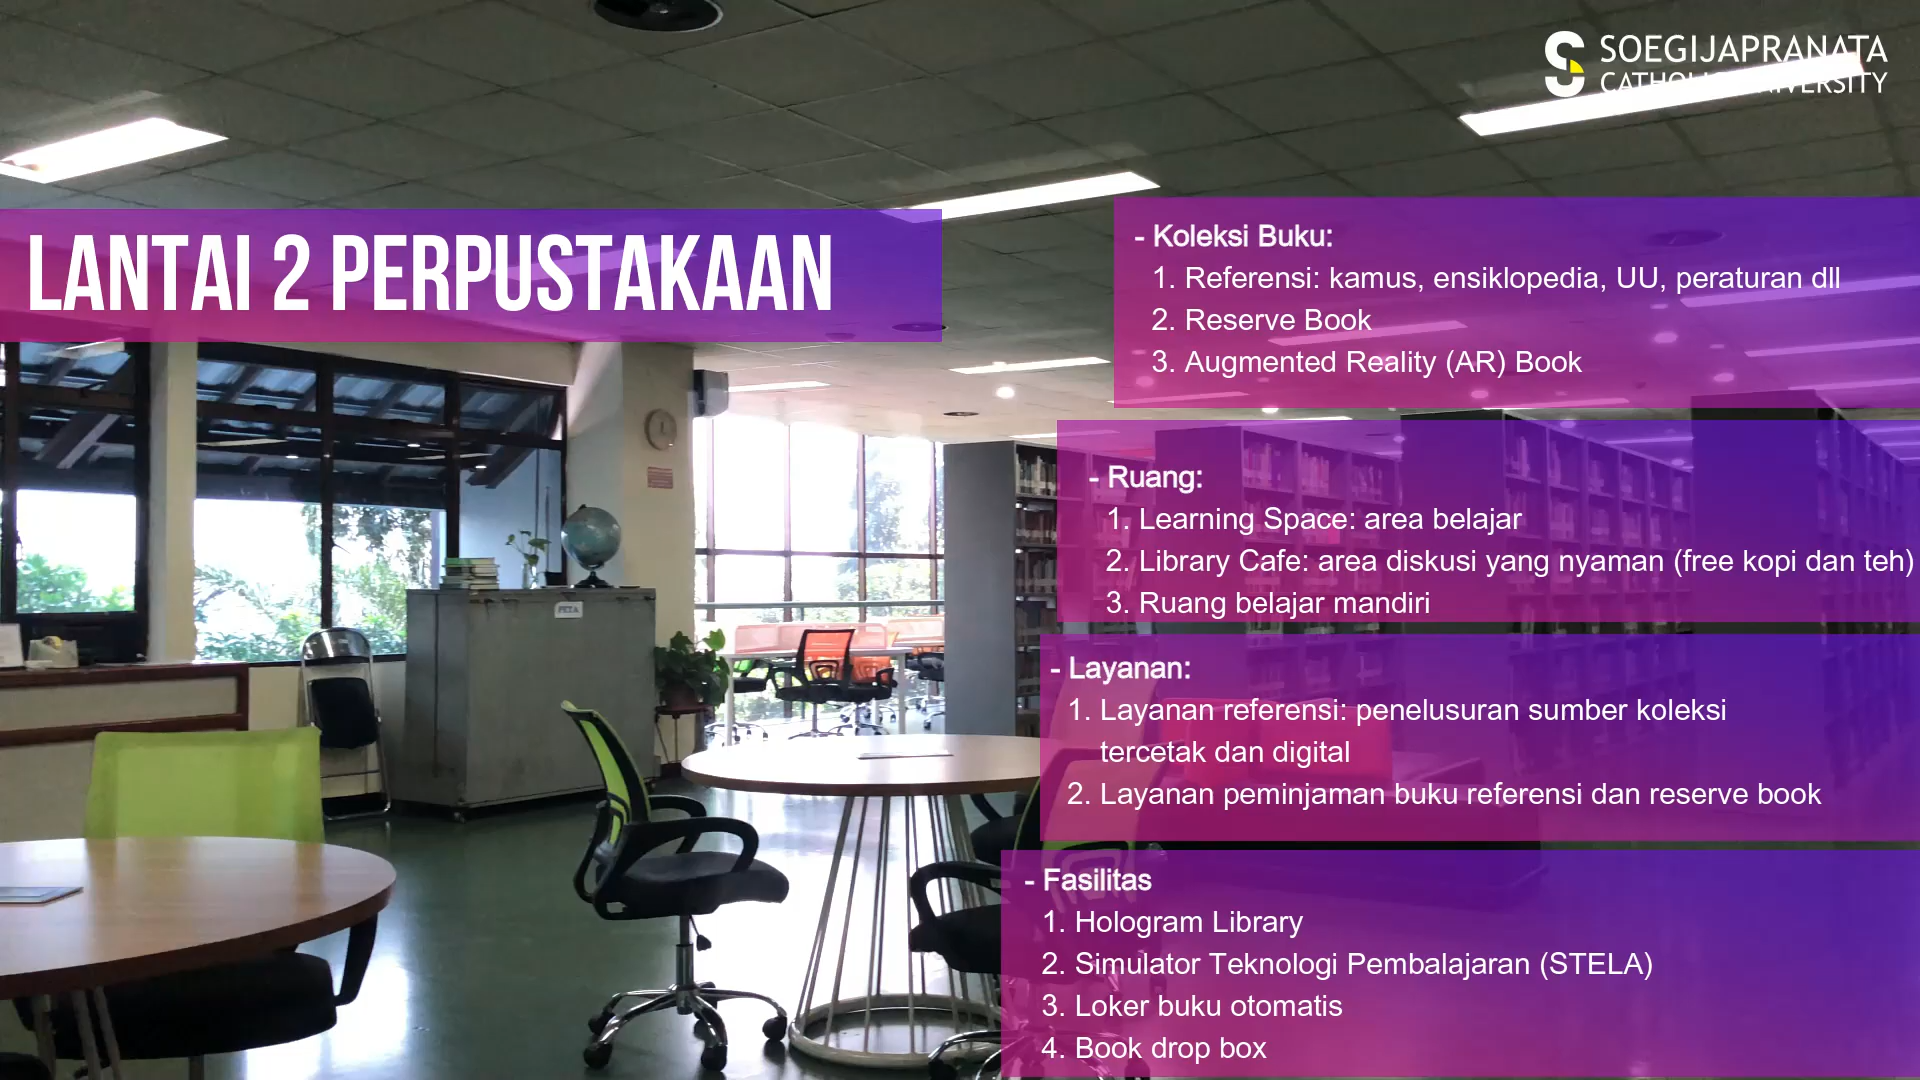 SOEGIJAPRANATA
CATHOLIC UNIVERSITY
LANTAI 2 PERPUSTAKAAN
- Koleksi Buku:
1. Referensi: kamus, ensiklopedia, UU, peraturan dll
2. Reserve Book
3. Augmented Reality (AR) Book
- Ruang:
1. Learning Space: area belajar
2. Library Cafe: area diskusi yang nyaman (free kopi dan teh)
3. Ruang belajar mandiri
- Layanan:
1. Layanan referensi: penelusuran sumber koleksi
tercetak dan digital
2. Layanan peminjaman buku referensi dan reserve book
- Fasilitas
1. Hologram Library
2. Simulator Teknologi Pembalajaran (STELA)
3. Loker buku otomatis
4. Book drop box
PETA